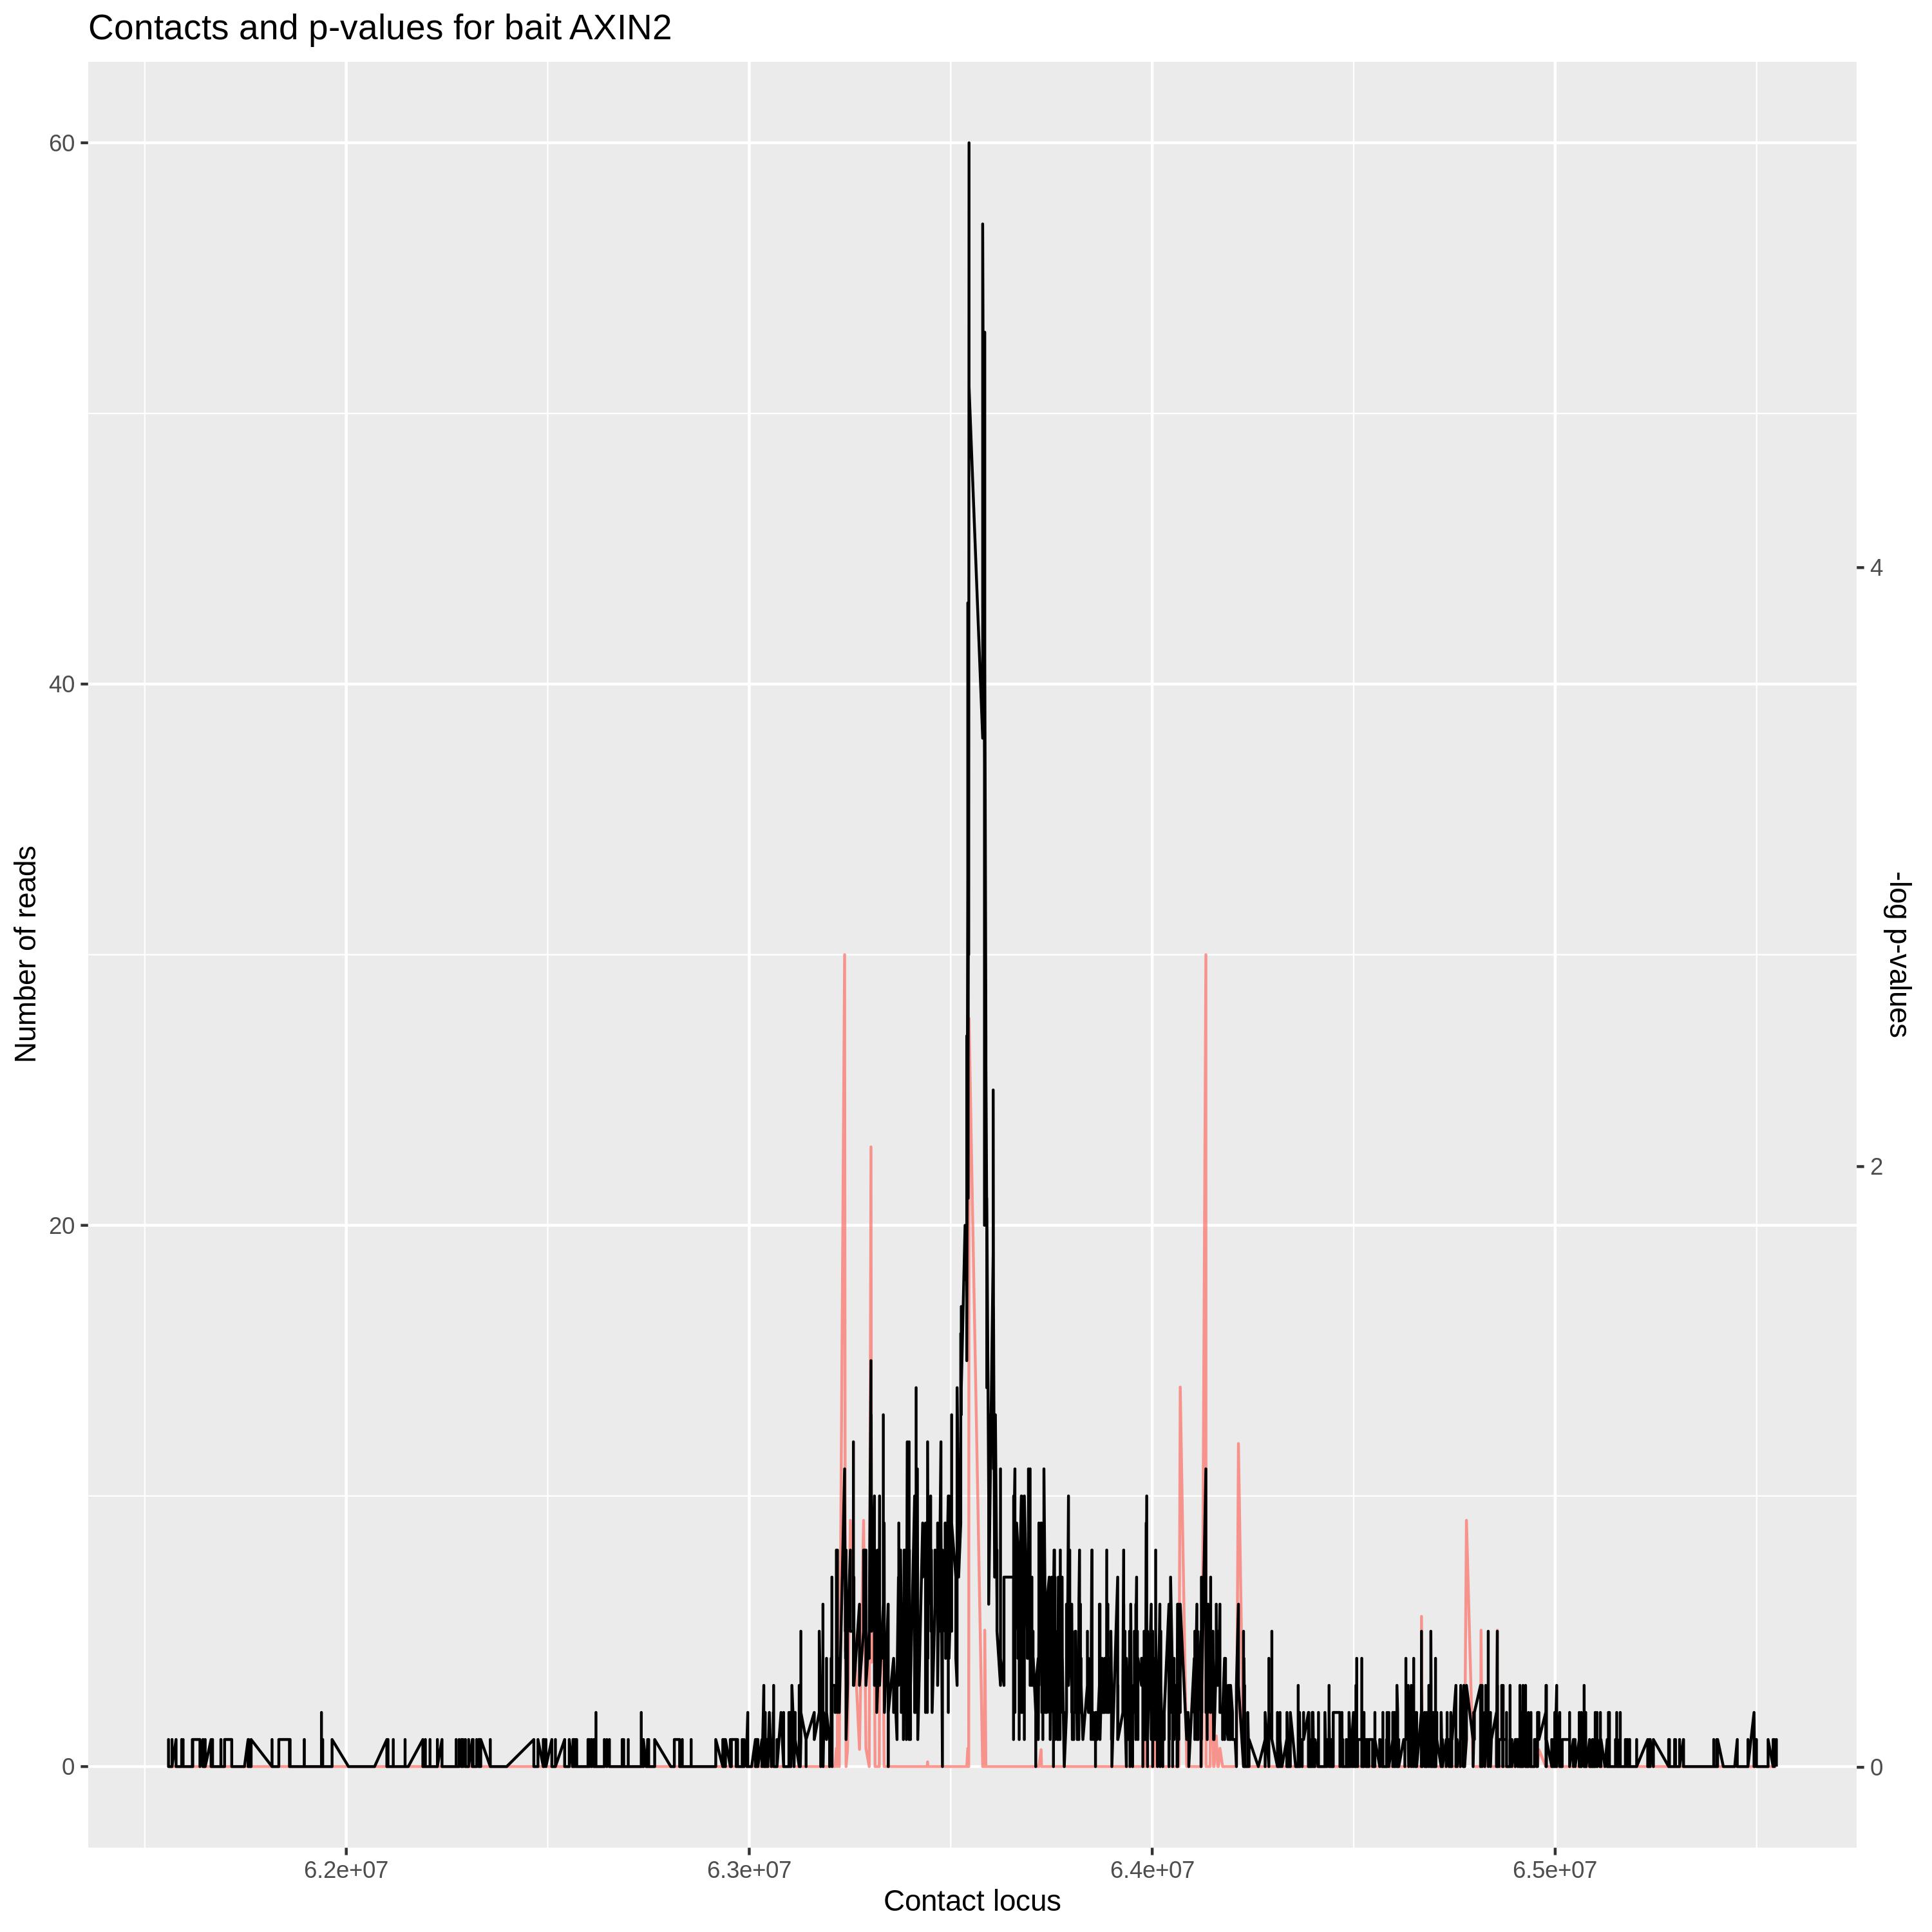 Contacts and p-values for bait AXIN2
60
40
20
0
Number of reads
4
2
0
-log p-values
6.2e+07
6.3e+07
6.4e+07
6.5e+07
Contact locus